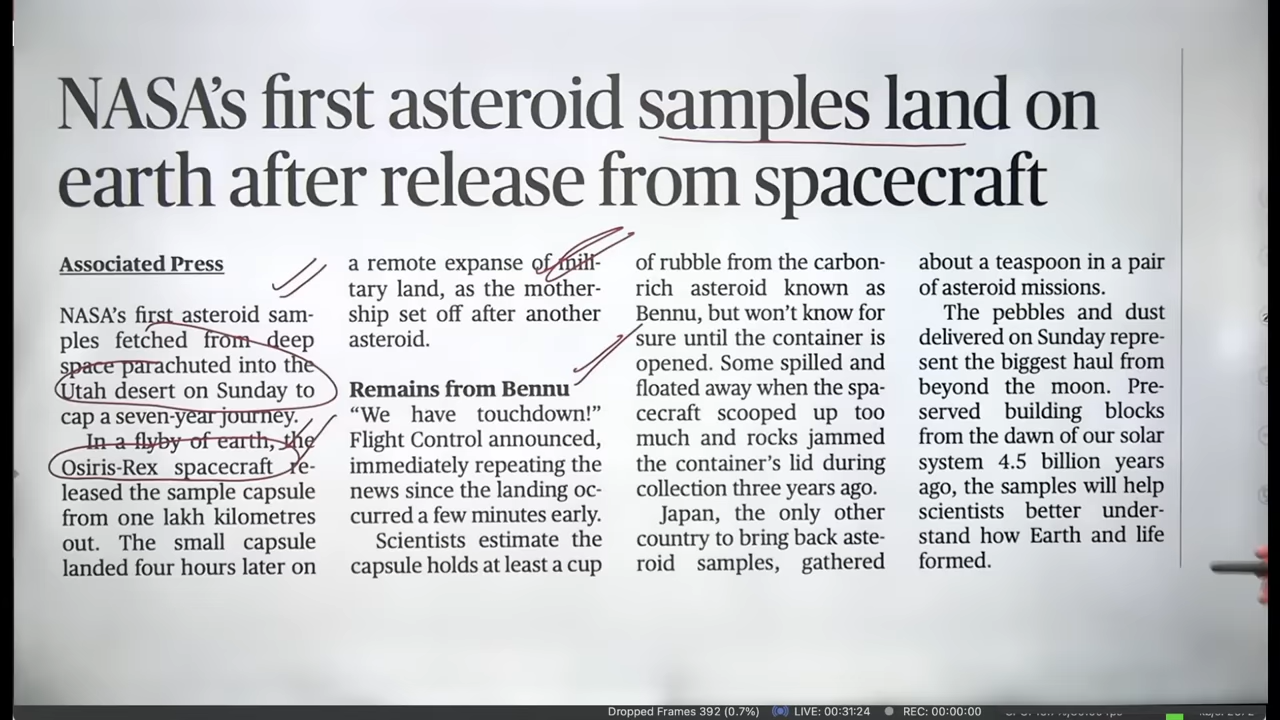 NASA's first asteroid samples land on
earth after release from spacecraft
Associated Press
NASA's first asteroid sam-
ples fetched from deep
space parachuted into the
Utah desert on Sunday to
cap a seven-year journey.
In a flyby of earth, the
Osiris-Rex spacecraft re-
leased the sample capsule
from one lakh kilometres
out. The small capsule
landed four hours later on
a remote expanse of mili-
tary land, as the mother-
ship set off after another
asteroid.
Remains from Bennu
“We have touchdown!”
Flight Control announced,
immediately repeating the
news since the landing oc-
curred a few minutes early.
Scientists estimate the
capsule holds at least a cup
of rubble from the carbon-
rich asteroid known as
Bennu, but won't know for
sure until the container is
opened. Some spilled and
floated away when the spa-
cecraft scooped up too
much and rocks jammed
the container's lid during
collection three years ago.
Japan, the only other
country to bring back aste-
roid samples, gathered
about a teaspoon in a pair
of asteroid missions.
The pebbles and dust
delivered on Sunday repre-
sent the biggest haul from
beyond the moon. Pre-
served building blocks
from the dawn of our solar
system 4.5 billion years
ago, the samples will help
scientists better under-
stand how Earth and life
formed.
Dropped Frames 392 (0.7%) LIVE: 00:31:24 REC: 00:00:00